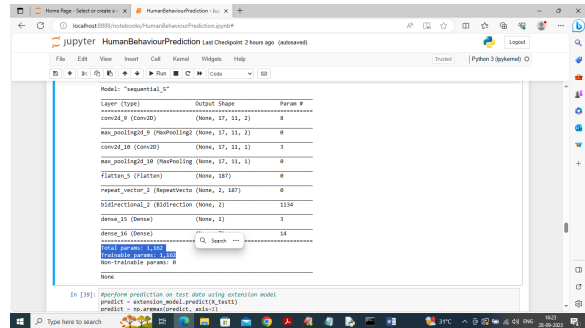 Home Page - Select or create a n
HumanBehaviourPrediction - Jup
localhost:8888/notebooks/HumanBehaviourPrediction.ipynb#
jupyter HumanBehaviourPrediction Last Checkpoint: 2 hours ago (autosaved)
Logout
File Edit View Insert Cell Kernel Widgets Help
Trusted Python 3 (ipykernel)
Run Code
Model: "sequential_5"
Layer (type) Output Shape Param #
conv2d_9 (Conv2D) (None, 17, 11, 2) 8
max_pooling2d_9 (MaxPooling2 (None, 17, 11, 2) 0
conv2d_10 (Conv2D) (None, 17, 11, 1) 3
max_pooling2d_10 (MaxPooling (None, 17, 11, 1) 0
flatten_5 (Flatten) (None, 187) 0
repeat_vector_2 (RepeatVecto (None, 2, 187) 0
bidirectional_2 (Bidirection (None, 2) 1134
dense_15 (Dense) (None, 1) 3
dense_16 (Dense) 14
Search
Total params: 1,162
Trainable params: 1,162
Non-trainable params: 0
None
In [39]: #perform prediction on test data using extension model
predict = extension_model.predict(X_test1)
predict = np.argmax(predict, axis=1)
Type here to search
31°C
ENG
16:23
28-09-2023